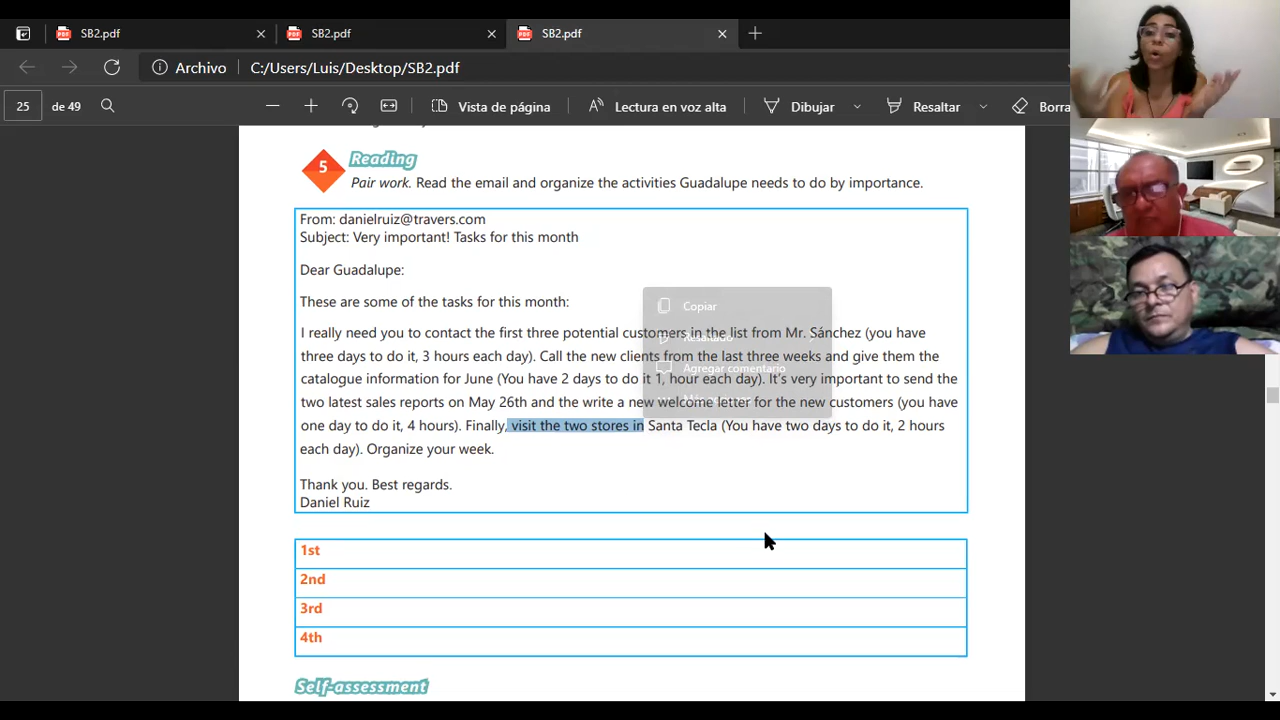 SB2.pdf
SB2.pdf
SB2.pdf
Archivo
C:/Users/Luis/Desktop/SB2.pdf
25
de 49
Vista de página
Lectura en voz alta
Dibujar
Resaltar
Borra
5
Reading
Pair work. Read the email and organize the activities Guadalupe needs to do by importance.
From: danielruiz@travers.com
Subject: Very important! Tasks for this month
Dear Guadalupe:
These are some of the tasks for this month:
I really need you to contact the first three potential customers in the list from Mr. Sánchez (you have
three days to do it, 3 hours each day). Call the new clients from the last three weeks and give them the
catalogue information for June (You have 2 days to do it 1, hour each day). It's very important to send the
two latest sales reports on May 26th and the write a new welcome letter for the new customers (you have
one day to do it, 4 hours). Finally, visit the two stores in Santa Tecla (You have two days to do it, 2 hours
each day). Organize your week.
Thank you. Best regards.
Daniel Ruiz
Copiar
Resaltado
Agregar comentario
1st
2nd
3rd
4th
Self-assessment